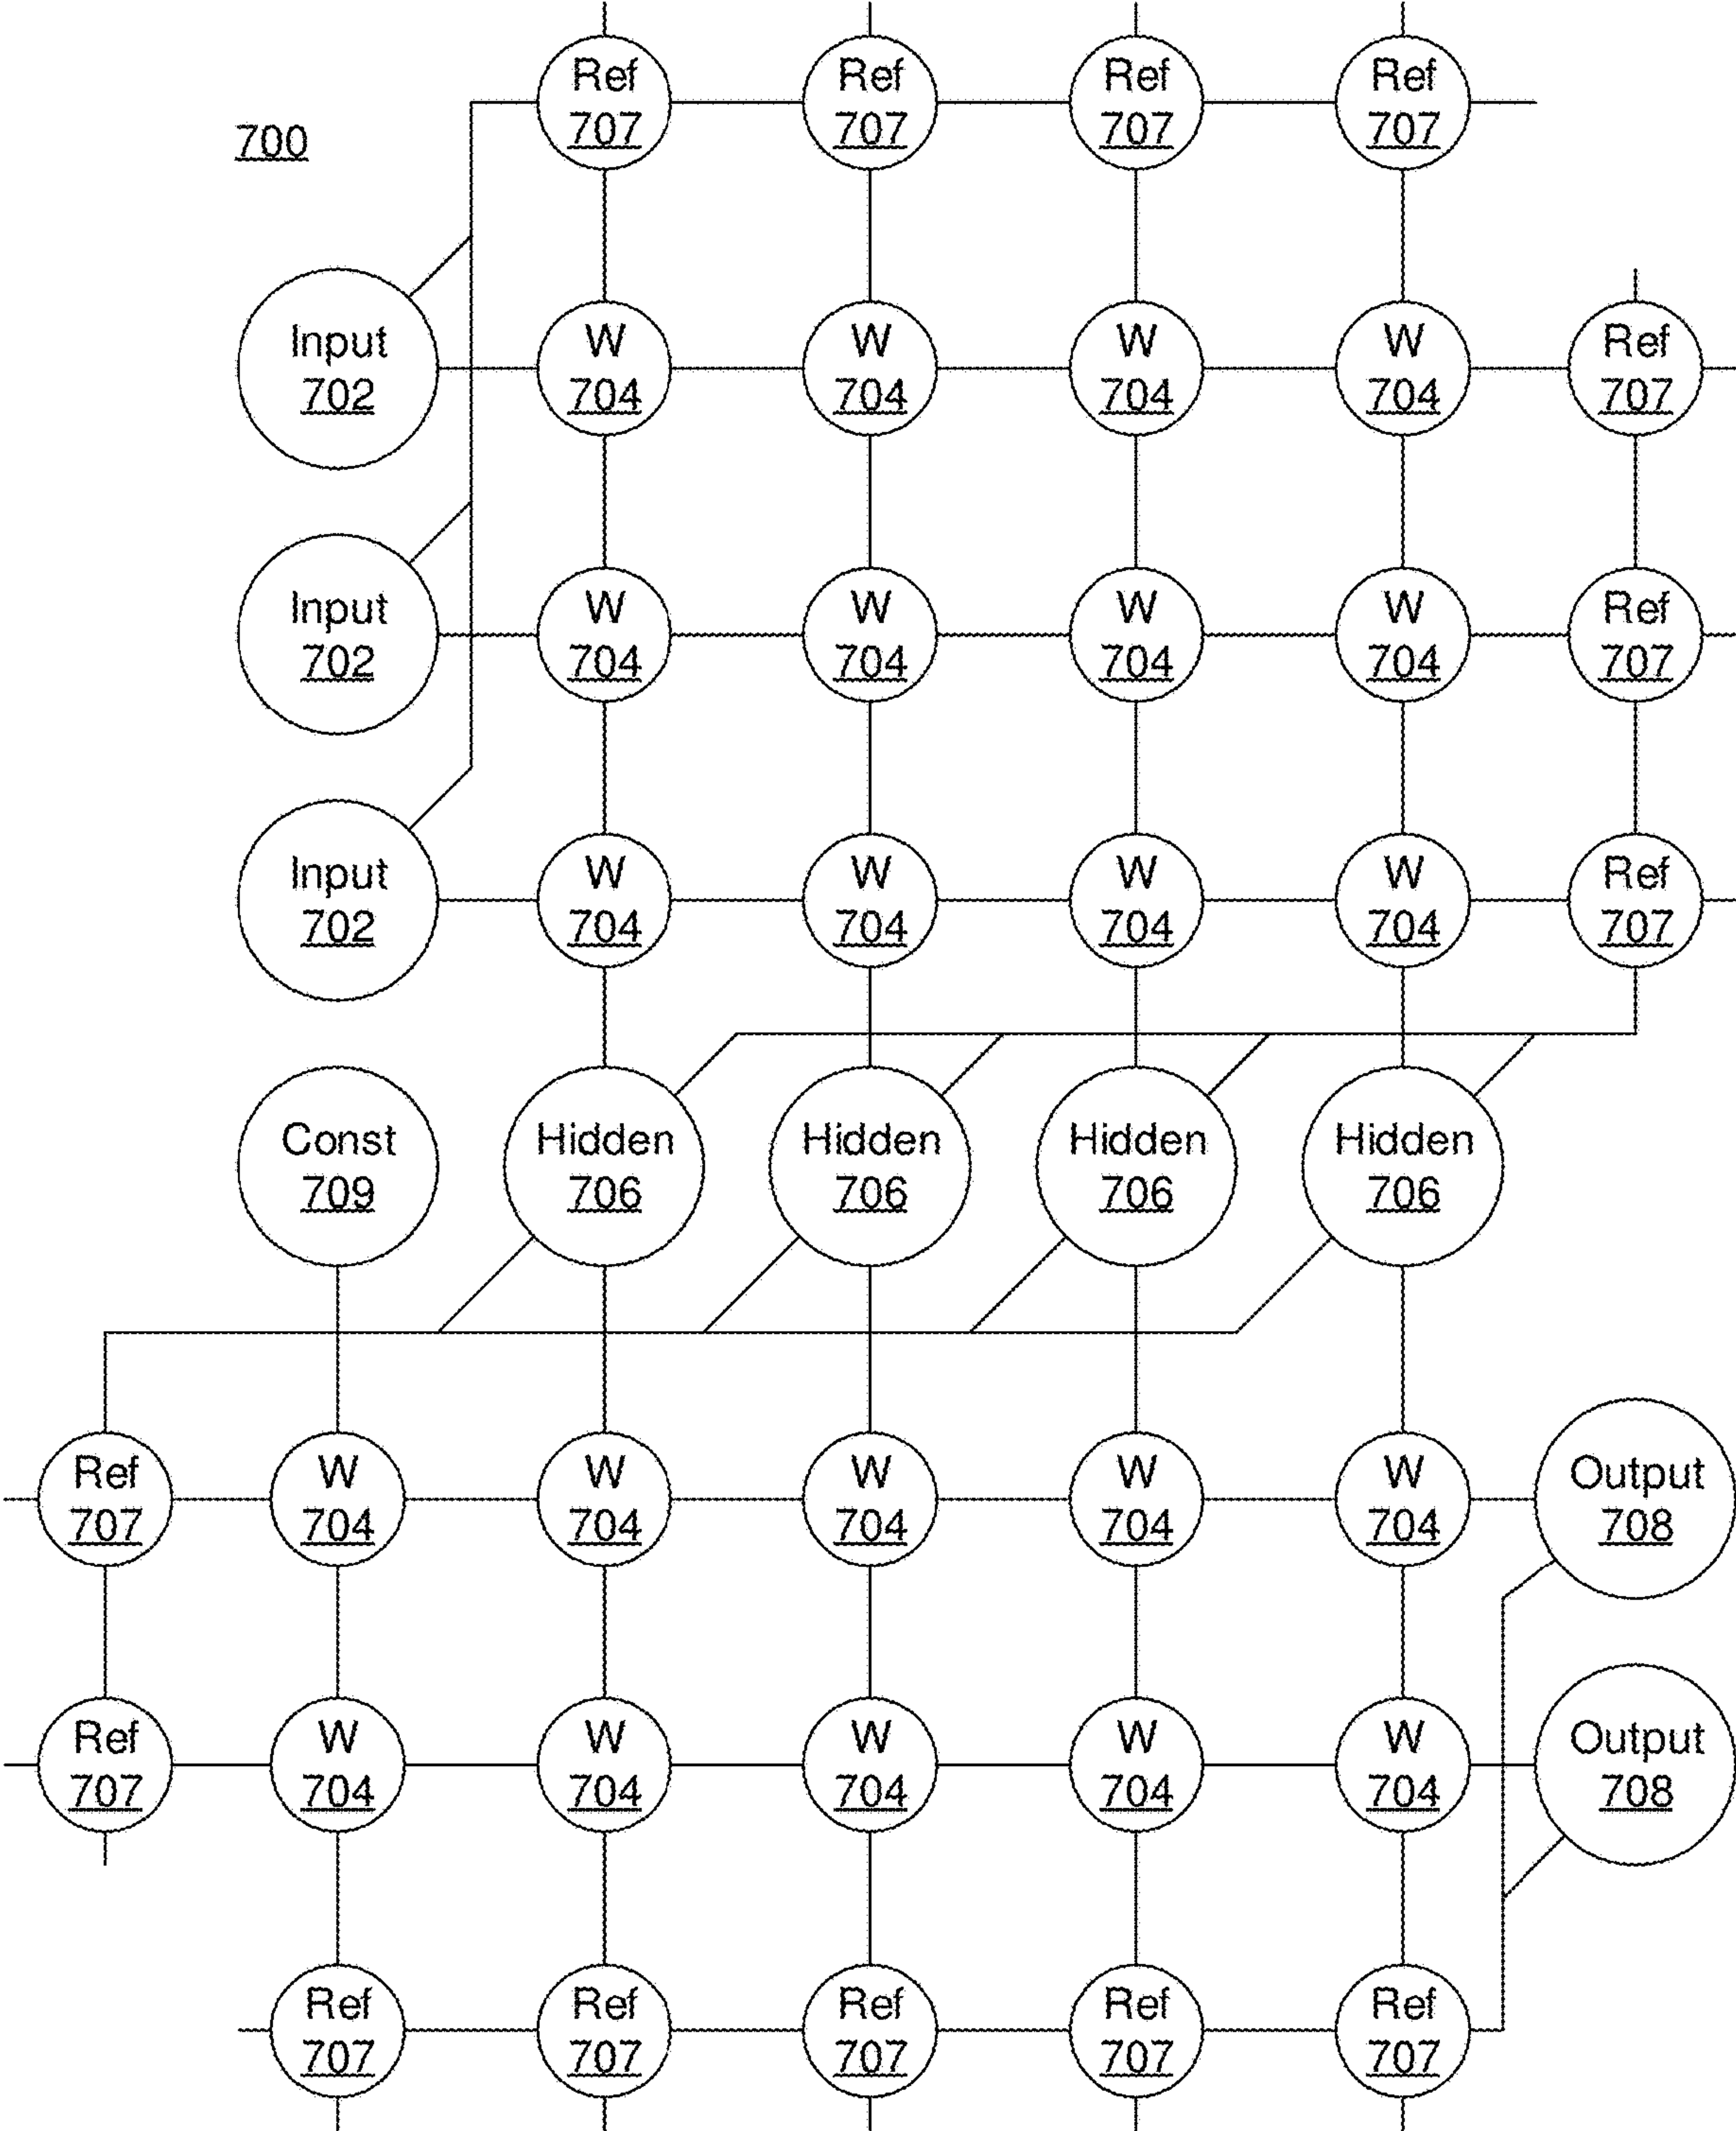 Ref Ref Ref Ref
707 707 707 707
700
Input W W W W Ref
702 704 704 704 704 707
Input W W W W Ref
702 704 704 704 704 707
Input W W W W Ref
702 704 704 704 704 707
Const Hidden Hidden Hidden Hidden
709 706 706 706 706
Ref W W W W W Output
707 704 704 704 704 704 708
Ref W W W W W Output
707 704 704 704 704 704 708
Ref Ref Ref Ref Ref
707 707 707 707 707